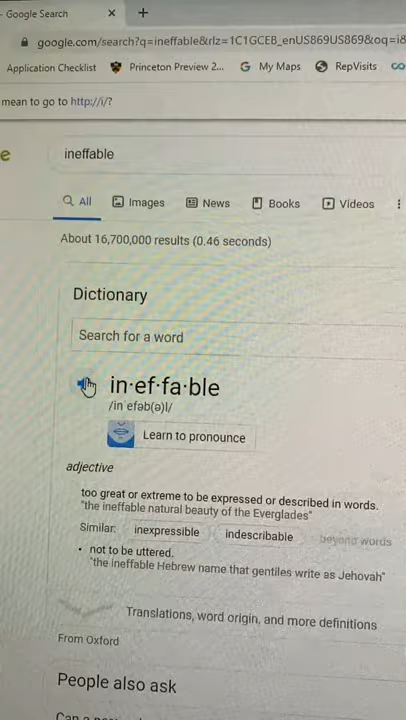 - Google Search
google.com/search?q=ineffable&rlz=1C1GCEB_enUS869US869&oq=i8
Application Checklist Princeton Preview 2... My Maps RepVisits
mean to go to http://i/?
e
ineffable
All Images News Books Videos
About 16,700,000 results (0.46 seconds)
Dictionary
Search for a word
in·ef·fa·ble
/inˈefəb(ə)l/
Learn to pronounce
adjective
too great or extreme to be expressed or described in words.
"the ineffable natural beauty of the Everglades"
Similar: inexpressible indescribable beyond words
• not to be uttered.
"the ineffable Hebrew name that gentiles write as Jehovah"
Translations, word origin, and more definitions
From Oxford
People also ask